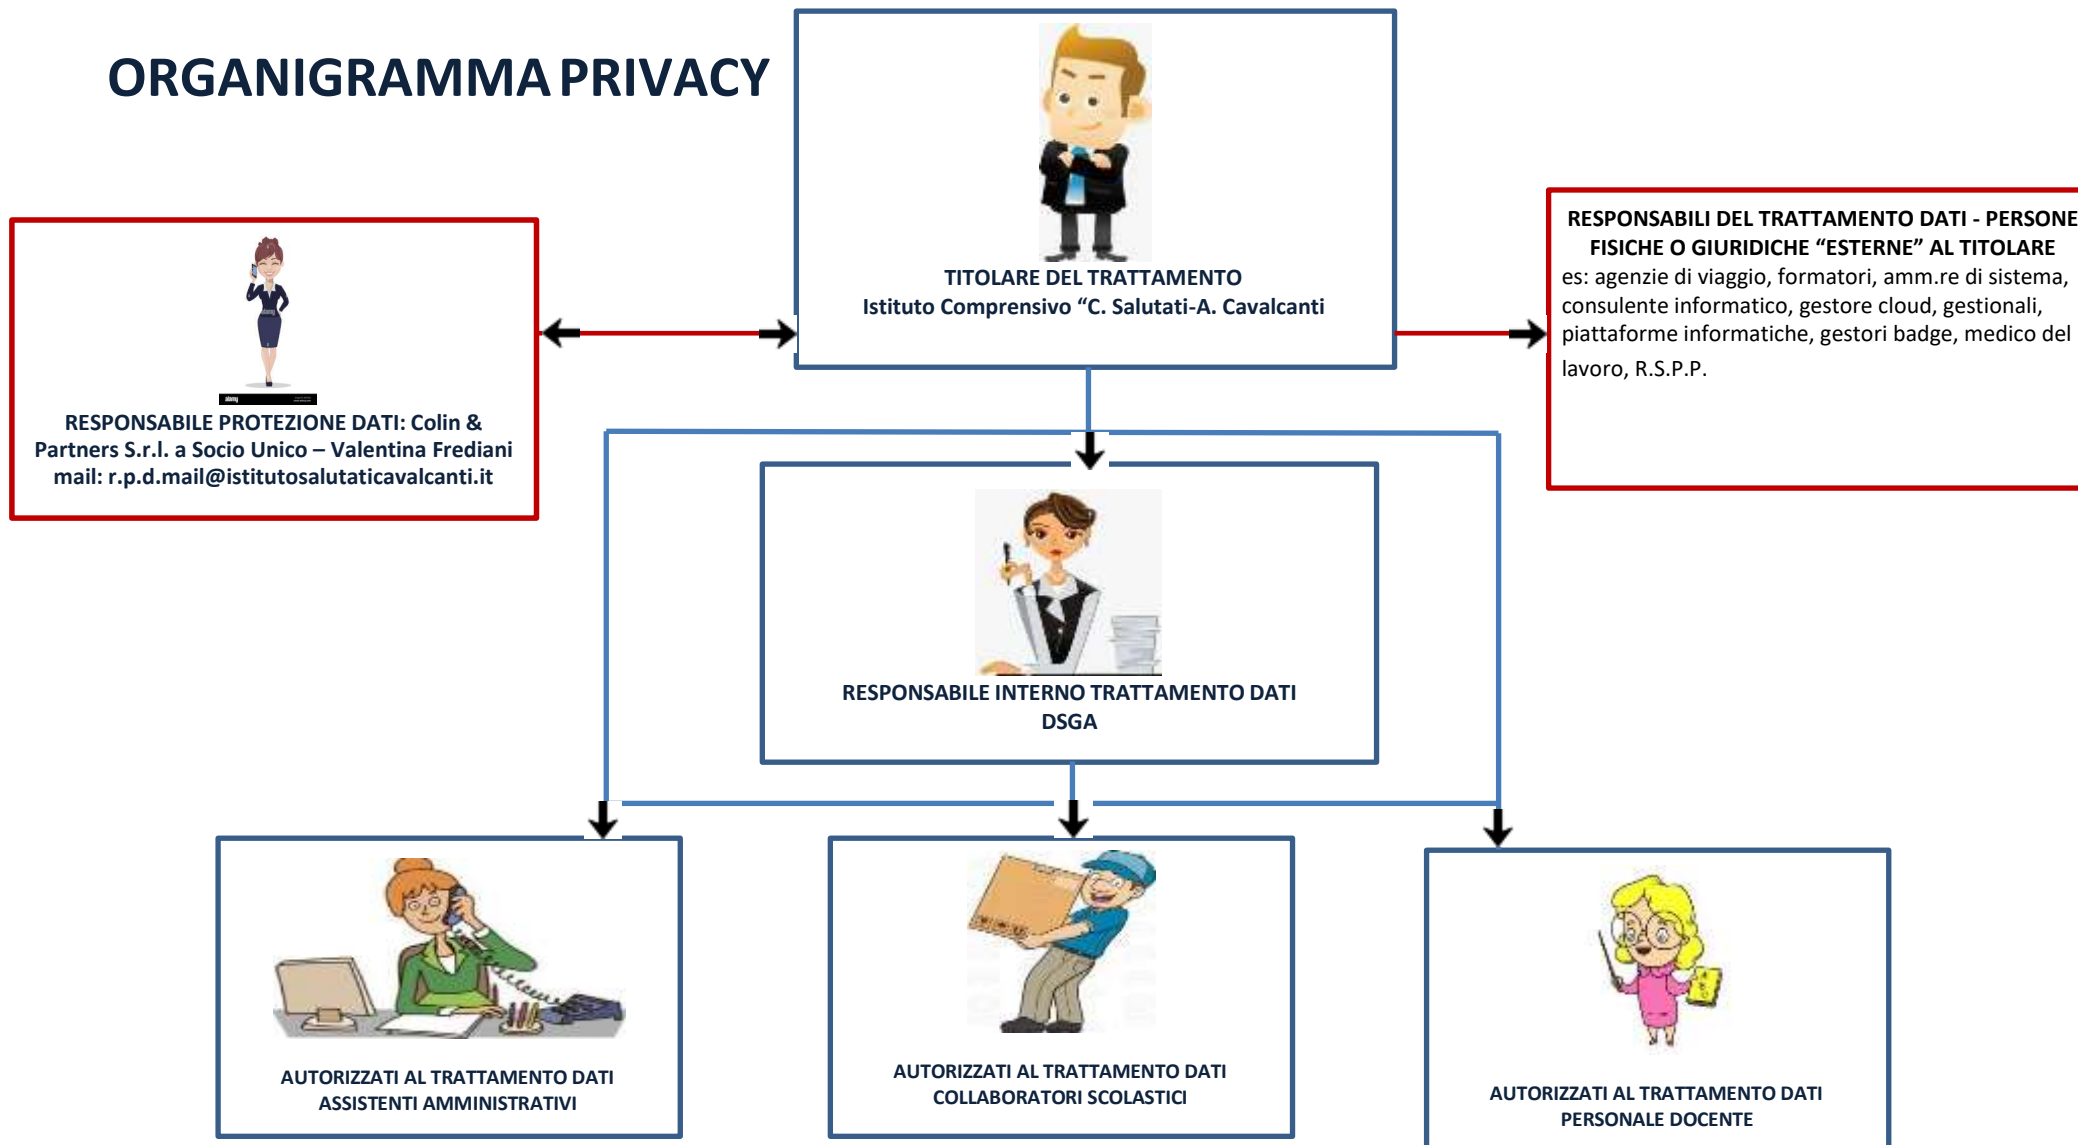 ORGANIGRAMMA PRIVACY
TITOLARE DEL TRATTAMENTO
Istituto Comprensivo “C. Salutati-A. Cavalcanti
RESPONSABILE PROTEZIONE DATI: Colin &
Partners S.r.l. a Socio Unico – Valentina Frediani
mail: r.p.d.mail@istitutosalutaticavalcanti.it
RESPONSABILI DEL TRATTAMENTO DATI - PERSONE
FISICHE O GIURIDICHE “ESTERNE” AL TITOLARE
es: agenzie di viaggio, formatori, amm.re di sistema,
consulente informatico, gestore cloud, gestionali,
piattaforme informatiche, gestori badge, medico del
lavoro, R.S.P.P.
RESPONSABILE INTERNO TRATTAMENTO DATI
DSGA
AUTORIZZATI AL TRATTAMENTO DATI
ASSISTENTI AMMINISTRATIVI
AUTORIZZATI AL TRATTAMENTO DATI
COLLABORATORI SCOLASTICI
AUTORIZZATI AL TRATTAMENTO DATI
PERSONALE DOCENTE